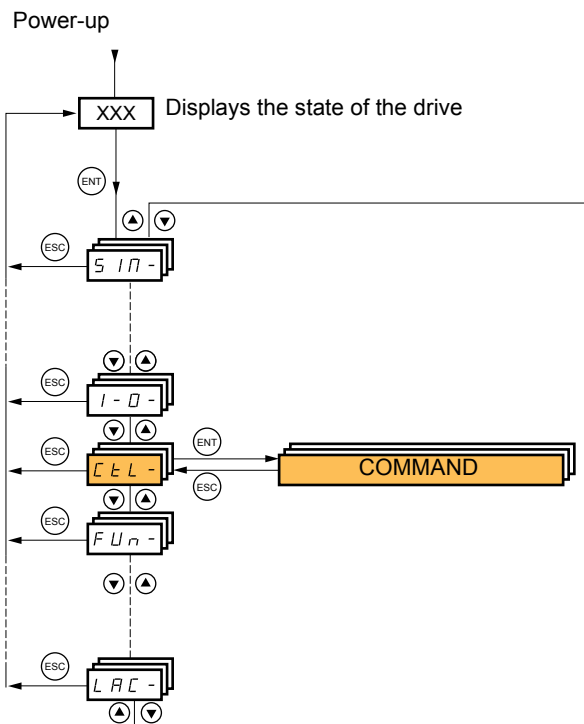 Power-up
XXX Displays the state of the drive
ENT
ESC
SIM-
ESC
I-O-
ENT
ESC
CtL-
COMMAND
ESC
ESC
FUn-
ESC
LAC-